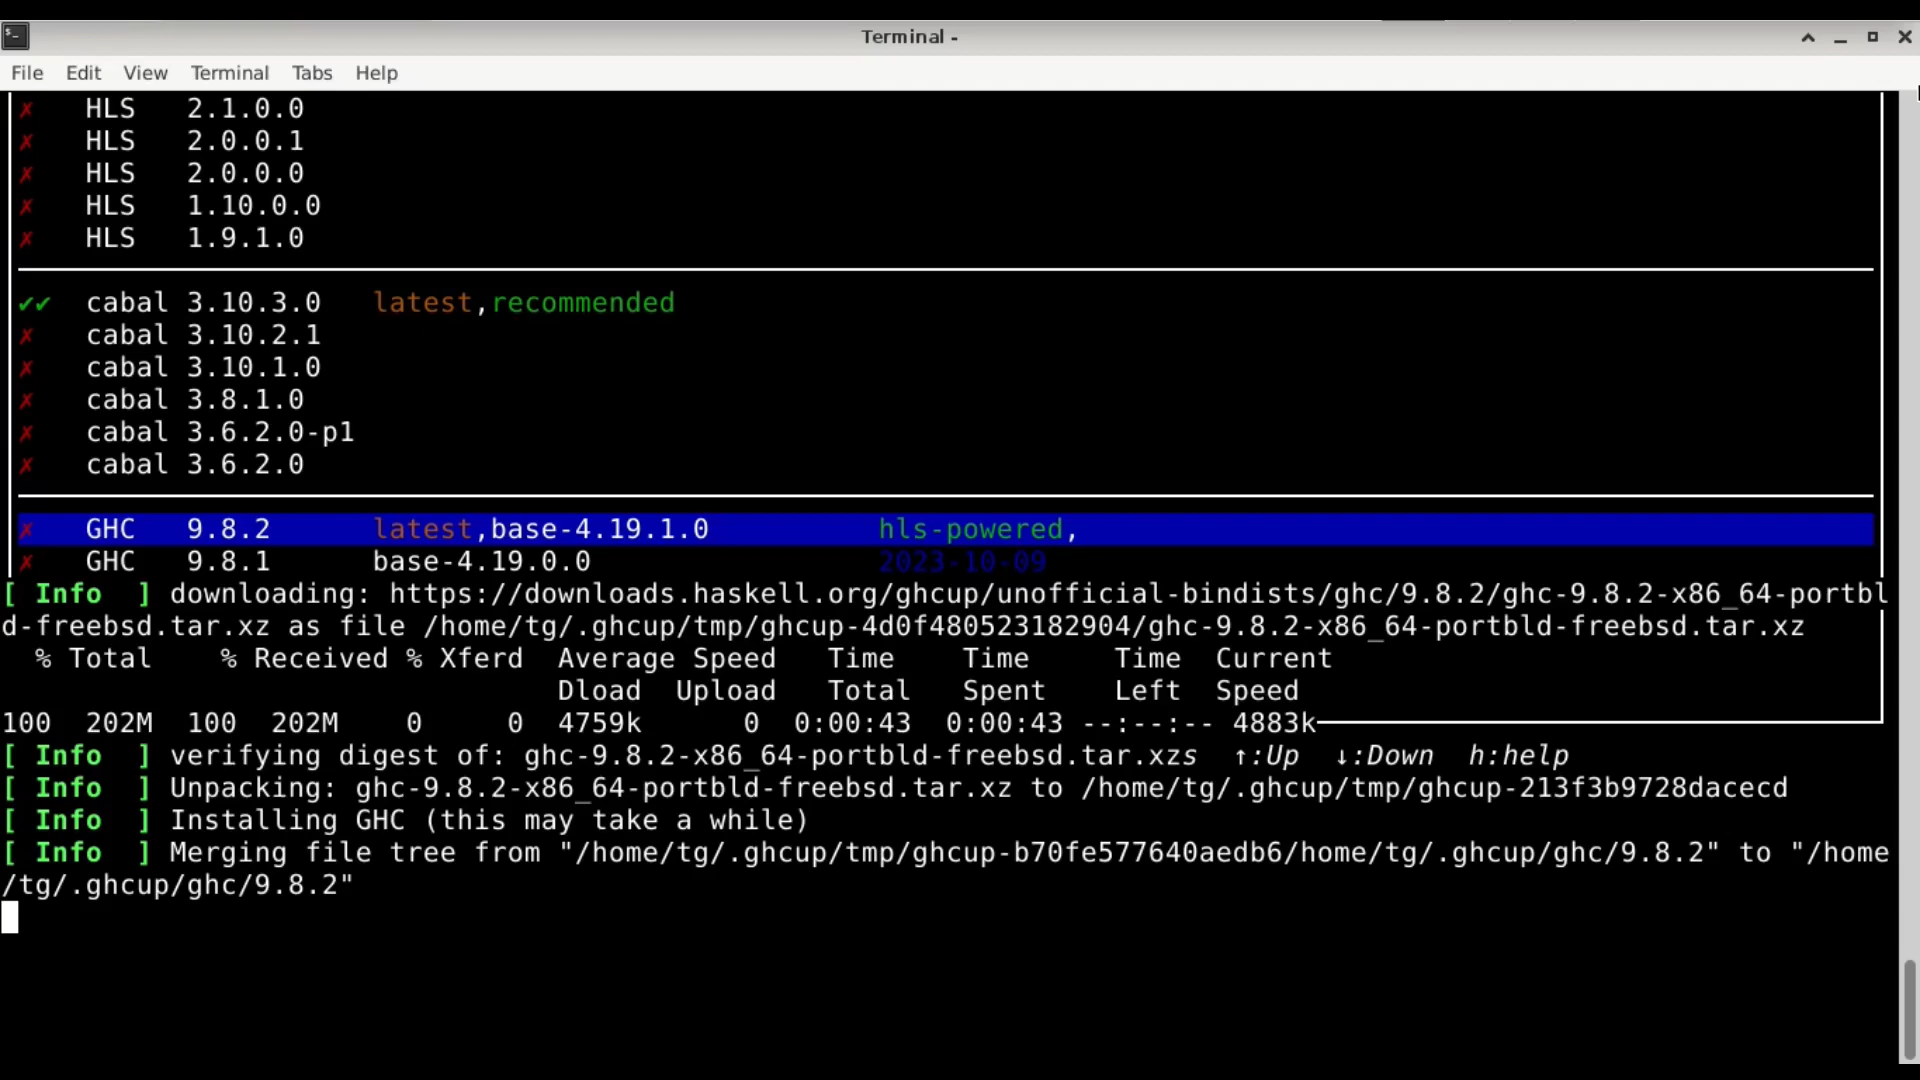 Terminal -
File Edit View Terminal Tabs Help
✗ HLS 2.1.0.0
✗ HLS 2.0.0.1
✗ HLS 2.0.0.0
✗ HLS 1.10.0.0
✗ HLS 1.9.1.0
✔✔ cabal 3.10.3.0 latest,recommended
✗ cabal 3.10.2.1
✗ cabal 3.10.1.0
✗ cabal 3.8.1.0
✗ cabal 3.6.2.0-p1
✗ cabal 3.6.2.0
✗ GHC 9.8.2 latest,base-4.19.1.0 hls-powered,
✗ GHC 9.8.1 base-4.19.0.0 2023-10-09
[ Info ] downloading: https://downloads.haskell.org/ghcup/unofficial-bindists/ghc/9.8.2/ghc-9.8.2-x86_64-portbl
d-freebsd.tar.xz as file /home/tg/.ghcup/tmp/ghcup-4d0f480523182904/ghc-9.8.2-x86_64-portbld-freebsd.tar.xz
% Total % Received % Xferd Average Speed Time Time Time Current
Dload Upload Total Spent Left Speed
100 202M 100 202M 0 0 4759k 0 0:00:43 0:00:43 --:--:-- 4883k
[ Info ] verifying digest of: ghc-9.8.2-x86_64-portbld-freebsd.tar.xzs ↑:Up ↓:Down h:help
[ Info ] Unpacking: ghc-9.8.2-x86_64-portbld-freebsd.tar.xz to /home/tg/.ghcup/tmp/ghcup-213f3b9728dacecd
[ Info ] Installing GHC (this may take a while)
[ Info ] Merging file tree from "/home/tg/.ghcup/tmp/ghcup-b70fe577640aedb6/home/tg/.ghcup/ghc/9.8.2" to "/home
/tg/.ghcup/ghc/9.8.2"